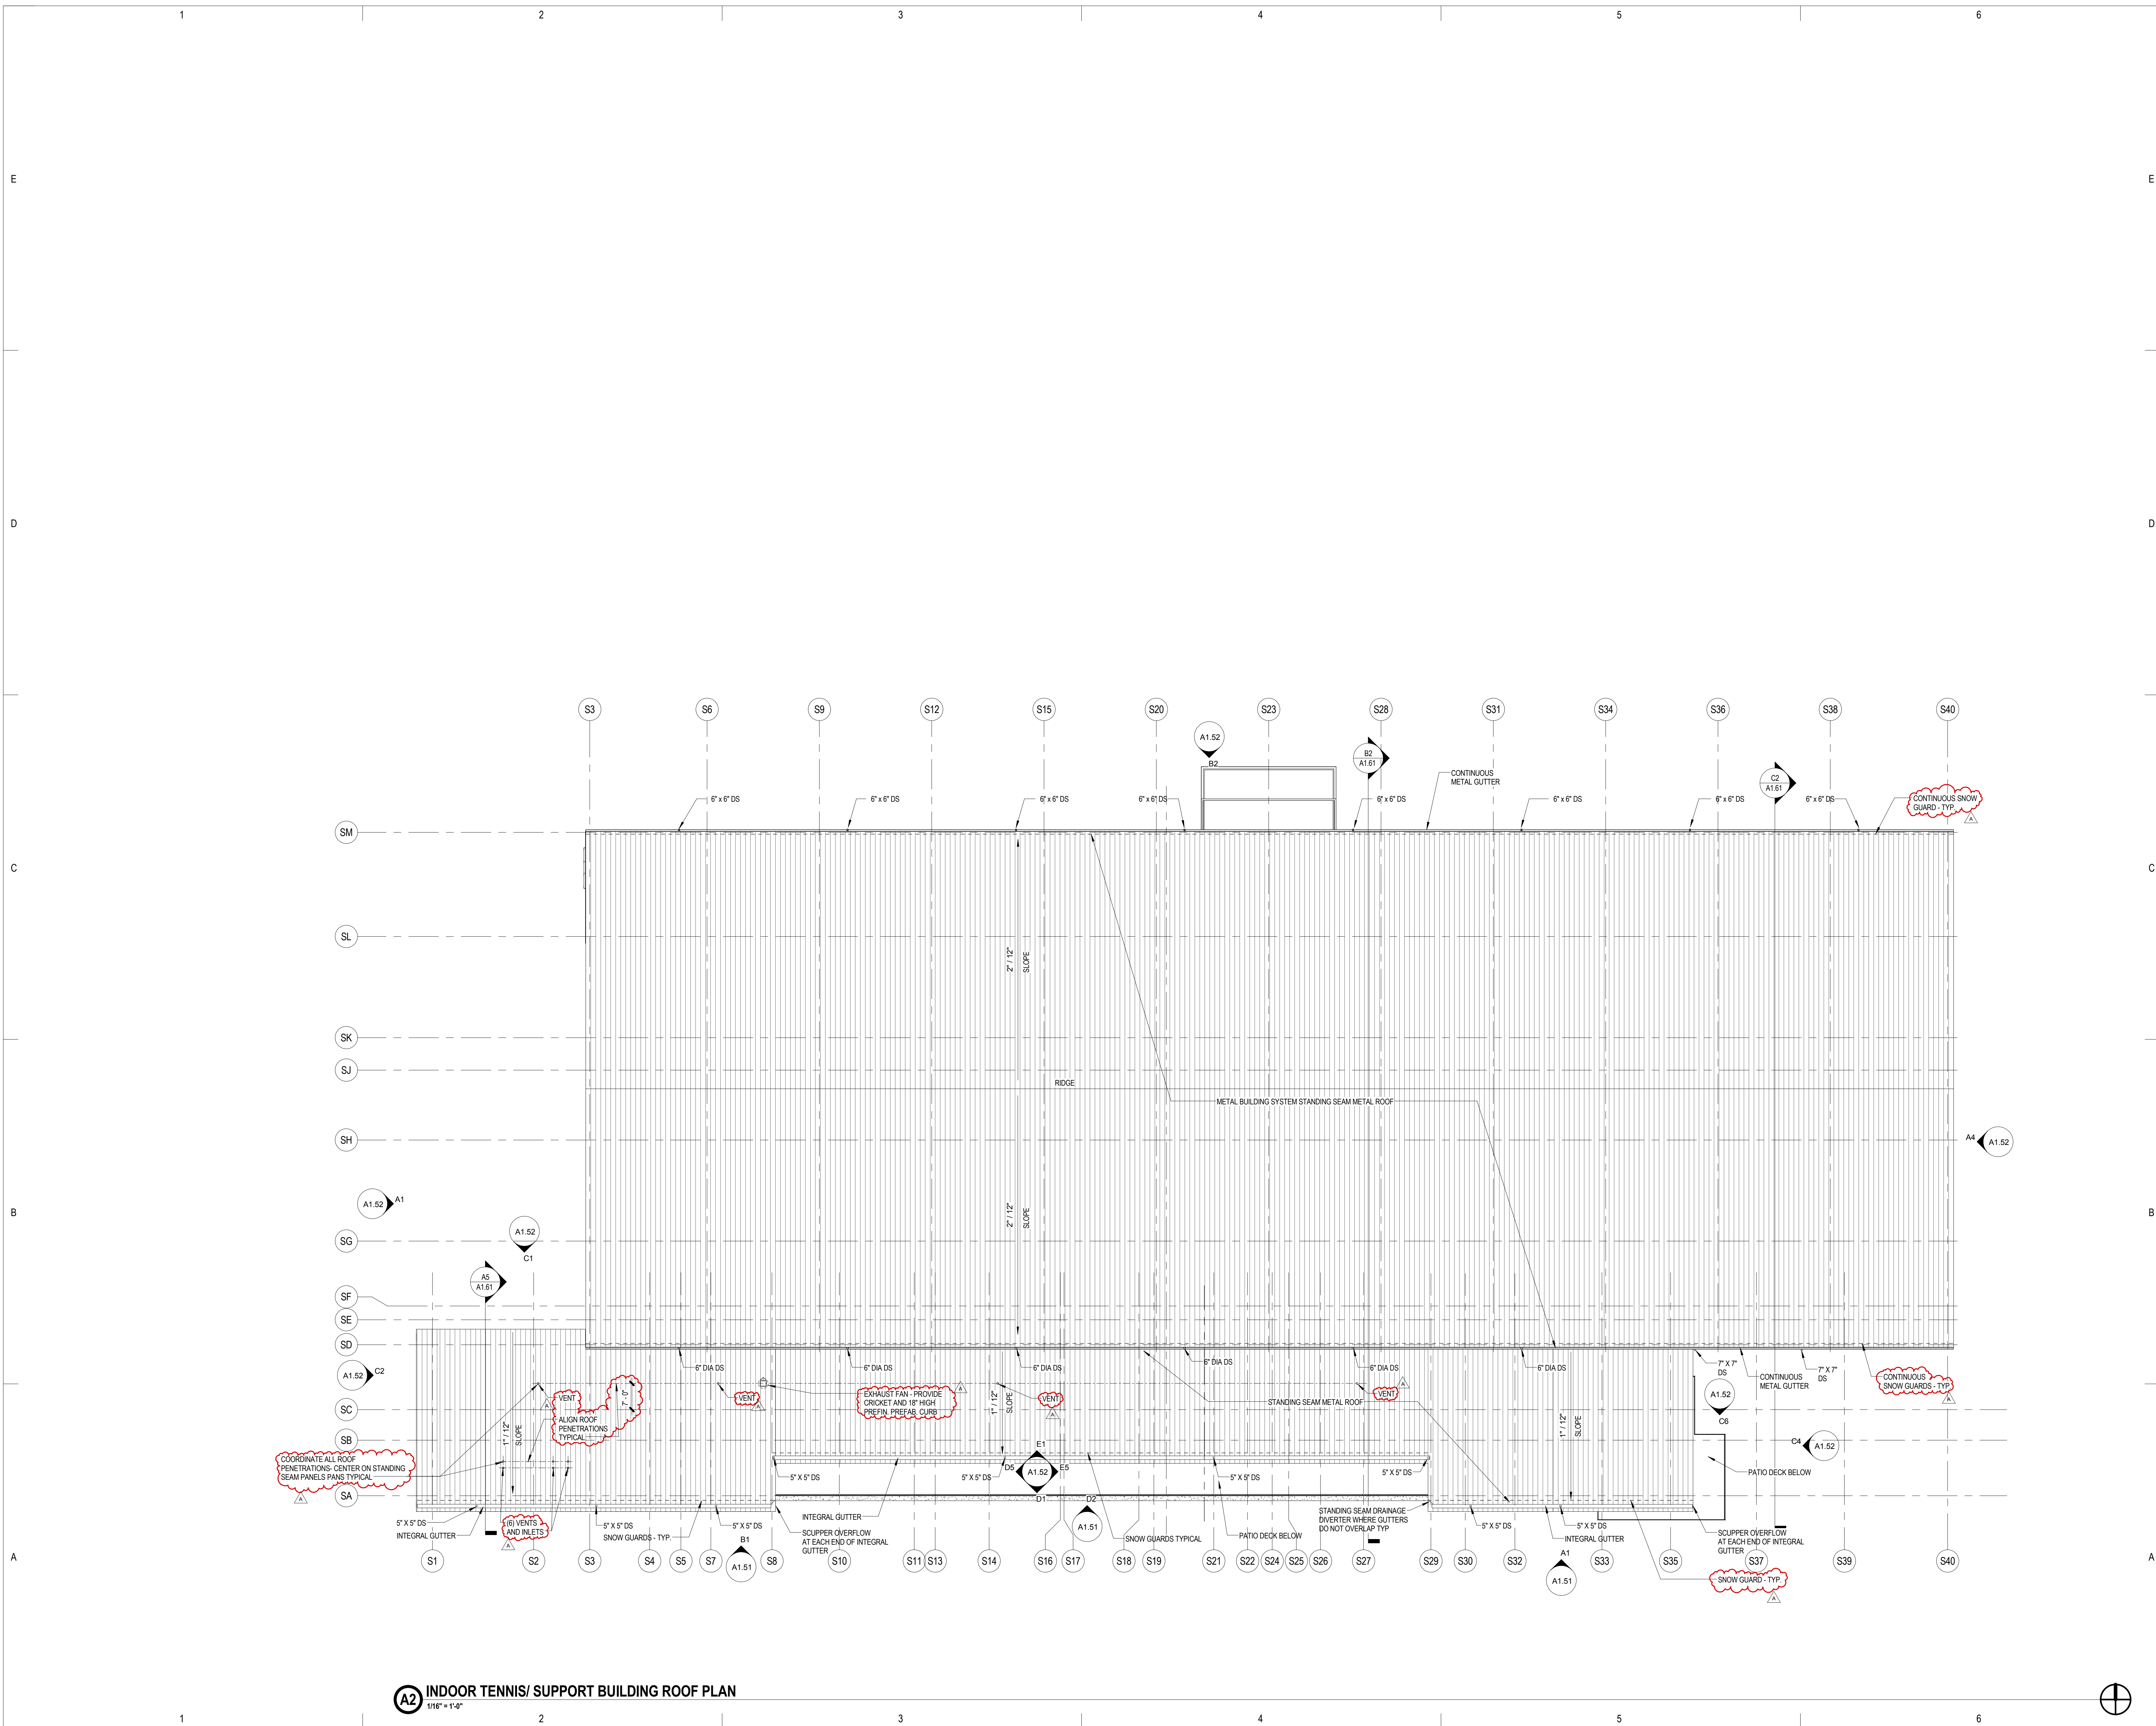 1 2 3 4 5 6
E E
D D
C C
B B
A A
S3 S6 S9 S12 S15 S20 S23 S28 S31 S34 S36 S38 S40
A1.52
B2
B2
A1.61
C2
A1.61
CONTINUOUS
METAL GUTTER
CONTINUOUS SNOW
GUARD - TYP.
A
6" x 6" DS
6" x 6" DS
6" x 6" DS
6" x 6" DS
6" x 6" DS
6" x 6" DS
6" x 6" DS
6" x 6" DS
SM
SL
SK
SJ
SH
SG
SF
SE
SD
SC
SB
SA
2" / 12"
SLOPE
RIDGE
METAL BUILDING SYSTEM STANDING SEAM METAL ROOF
2" / 12"
SLOPE
A4
A1.52
A1.52
A1
A1.52
C1
A5
A1.61
A1.52
C2
6" DIA DS
6" DIA DS
6" DIA DS
6" DIA DS
6" DIA DS
6" DIA DS
7" X 7"
DS
CONTINUOUS
METAL GUTTER
7" X 7"
DS
CONTINUOUS
SNOW GUARDS - TYP
A
VENT
A
7' - 0"
ALIGN ROOF
PENETRATIONS
TYPICAL
VENT
A
EXHAUST FAN - PROVIDE
CRICKET AND 18" HIGH
PREFIN. PREFAB. CURB
A
1" / 12"
SLOPE
VENT
A
VENT
A
STANDING SEAM METAL ROOF
1" / 12"
SLOPE
A1.52
C6
C4
A1.52
1" / 12"
SLOPE
COORDINATE ALL ROOF
PENETRATIONS- CENTER ON STANDING
SEAM PANELS PANS TYPICAL
A
E1
D5
A1.52
E5
D1
D2
A1.51
5" X 5" DS
5" X 5" DS
5" X 5" DS
5" X 5" DS
PATIO DECK BELOW
5" X 5" DS
INTEGRAL GUTTER
(6) VENTS
AND INLETS
A
5" X 5" DS
SNOW GUARDS - TYP.
5" X 5" DS
B1
A1.51
INTEGRAL GUTTER
SCUPPER OVERFLOW
AT EACH END OF INTEGRAL
GUTTER
SNOW GUARDS TYPICAL
PATIO DECK BELOW
STANDING SEAM DRAINAGE
DIVERTER WHERE GUTTERS
DO NOT OVERLAP TYP
5" X 5" DS
5" X 5" DS
INTEGRAL GUTTER
A1
A1.51
SCUPPER OVERFLOW
AT EACH END OF INTEGRAL
GUTTER
SNOW GUARD - TYP.
A
S1 S2 S3 S4 S5 S7 S8 S10 S11 S13 S14 S16 S17 S18 S19 S21 S22 S24 S25 S26 S27 S29 S30 S32 S33 S35 S37 S39 S40
A2
INDOOR TENNIS/ SUPPORT BUILDING ROOF PLAN
1/16" = 1'-0"
1 2 3 4 5 6